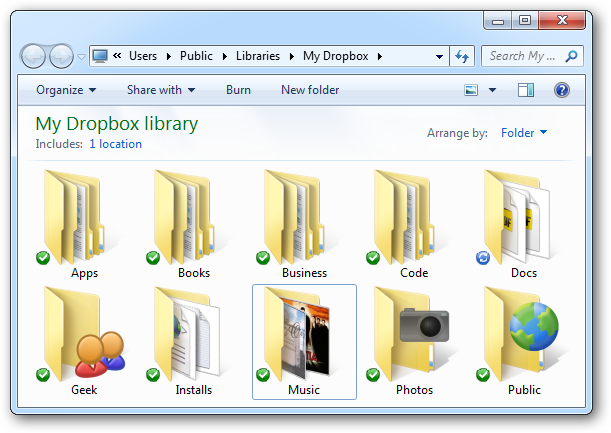 « Users ▸ Public ▸ Libraries ▸ My Dropbox ▸ Search My ...
Organize Share with Burn New folder
My Dropbox library
Includes: 1 location
Arrange by: Folder
Apps Books Business Code Docs
Geek Installs Music Photos Public